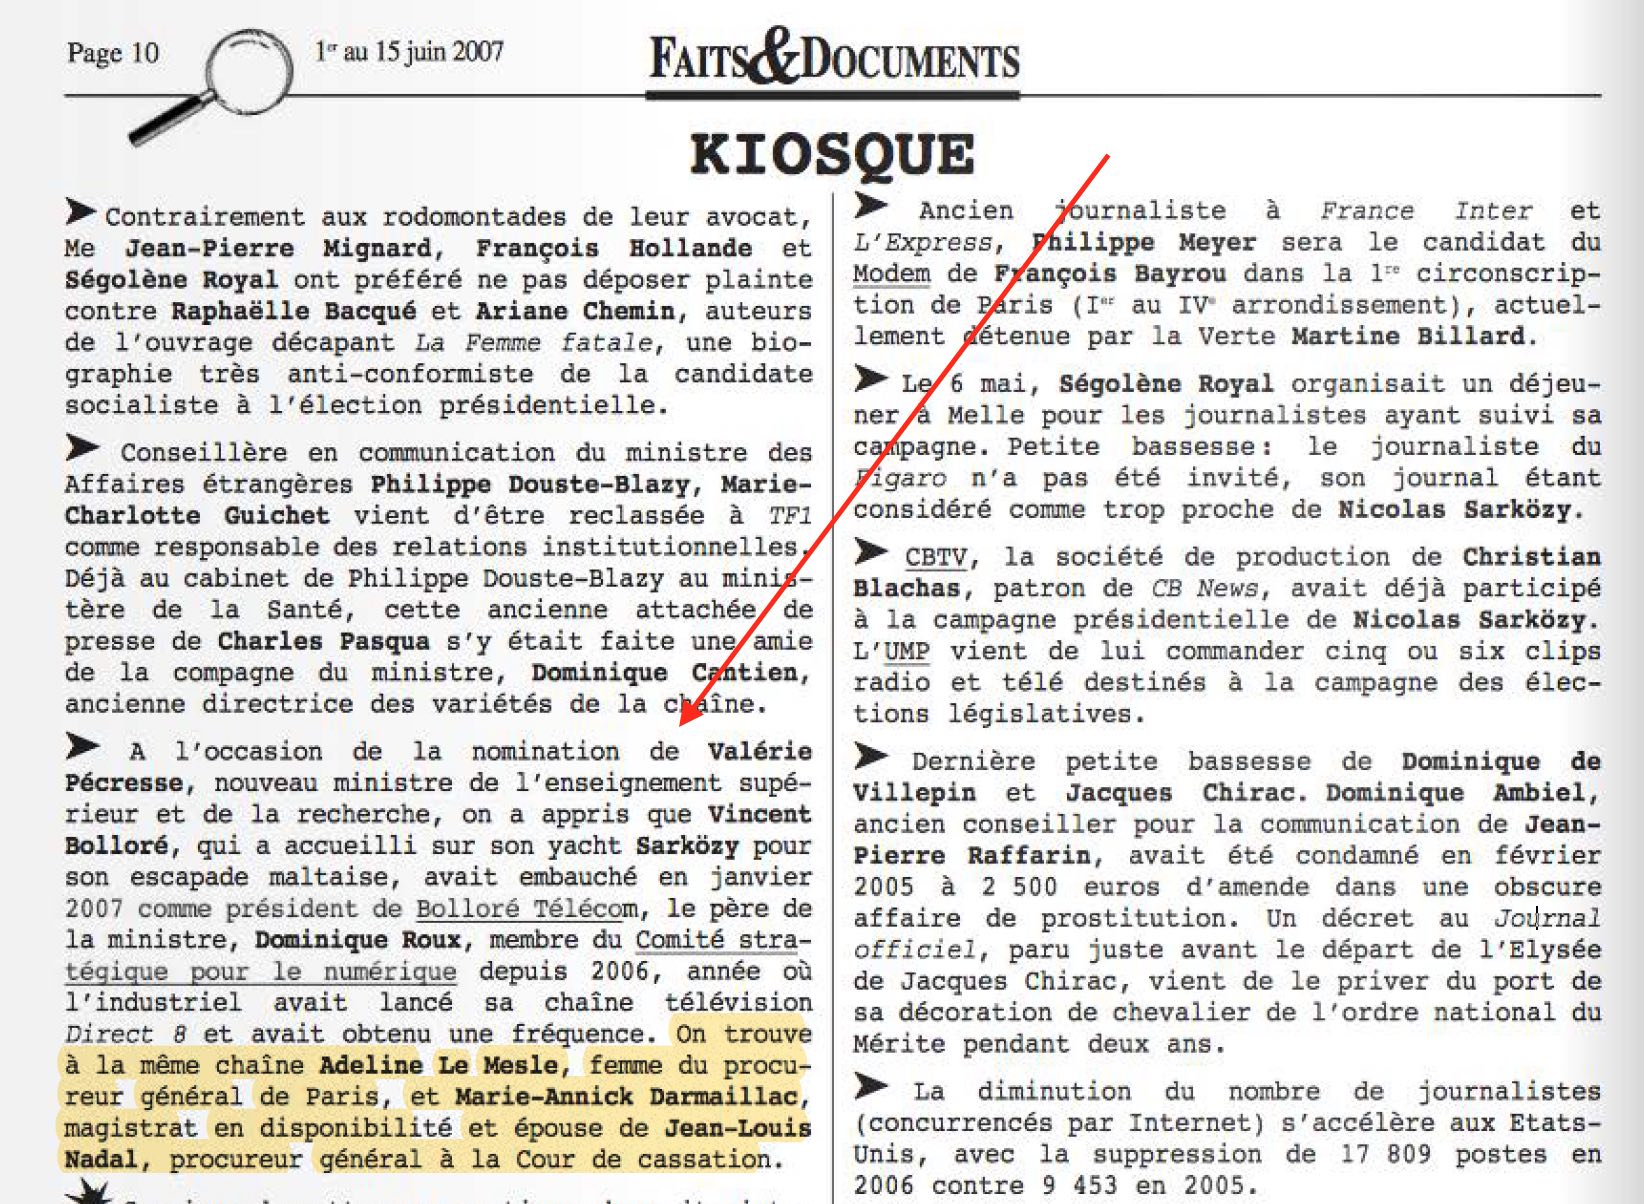 Page 10
1er au 15 juin 2007
FAITS&DOCUMENTS
KIOSQUE
➤ Contrairement aux rodomontades de leur avocat,
Me Jean-Pierre Mignard, François Hollande et
Ségolène Royal ont préféré ne pas déposer plainte
contre Raphaëlle Bacqué et Ariane Chemin, auteurs
de l'ouvrage décapant La Femme fatale, une bio-
graphie très anti-conformiste de la candidate
socialiste à l'élection présidentielle.
➤ Conseillère en communication du ministre des
Affaires étrangères Philippe Douste-Blazy, Marie-
Charlotte Guichet vient d'être reclassée à TF1
comme responsable des relations institutionnelles.
Déjà au cabinet de Philippe Douste-Blazy au minis-
tère de la Santé, cette ancienne attachée de
presse de Charles Pasqua s'y était faite une amie
de la compagne du ministre, Dominique Cantien,
ancienne directrice des variétés de la chaîne.
➤ A l'occasion de la nomination de Valérie
Pécresse, nouveau ministre de l'enseignement supé-
rieur et de la recherche, on a appris que Vincent
Bolloré, qui a accueilli sur son yacht Sarközy pour
son escapade maltaise, avait embauché en janvier
2007 comme président de Bolloré Télécom, le père de
la ministre, Dominique Roux, membre du Comité stra-
tégique pour le numérique depuis 2006, année où
l'industriel avait lancé sa chaîne télévision
Direct 8 et avait obtenu une fréquence. On trouve
à la même chaîne Adeline Le Mesle, femme du procu-
reur général de Paris, et Marie-Annick Darmaillac,
magistrat en disponibilité et épouse de Jean-Louis
Nadal, procureur général à la Cour de cassation.
➤ Ancien journaliste à France Inter et
L'Express, Philippe Meyer sera le candidat du
Modem de François Bayrou dans la 1re circonscrip-
tion de Paris (Ier au IVe arrondissement), actuel-
lement détenue par la Verte Martine Billard.
➤ Le 6 mai, Ségolène Royal organisait un déjeu-
ner à Melle pour les journalistes ayant suivi sa
campagne. Petite bassesse: le journaliste du
Figaro n'a pas été invité, son journal étant
considéré comme trop proche de Nicolas Sarközy.
➤ CBTV, la société de production de Christian
Blachas, patron de CB News, avait déjà participé
à la campagne présidentielle de Nicolas Sarközy.
L'UMP vient de lui commander cinq ou six clips
radio et télé destinés à la campagne des élec-
tions législatives.
➤ Dernière petite bassesse de Dominique de
Villepin et Jacques Chirac. Dominique Ambiel,
ancien conseiller pour la communication de Jean-
Pierre Raffarin, avait été condamné en février
2005 à 2 500 euros d'amende dans une obscure
affaire de prostitution. Un décret au Journal
officiel, paru juste avant le départ de l'Elysée
de Jacques Chirac, vient de le priver du port de
sa décoration de chevalier de l'ordre national du
Mérite pendant deux ans.
➤ La diminution du nombre de journalistes
(concurrencés par Internet) s'accélère aux Etats-
Unis, avec la suppression de 17 809 postes en
2006 contre 9 453 en 2005.